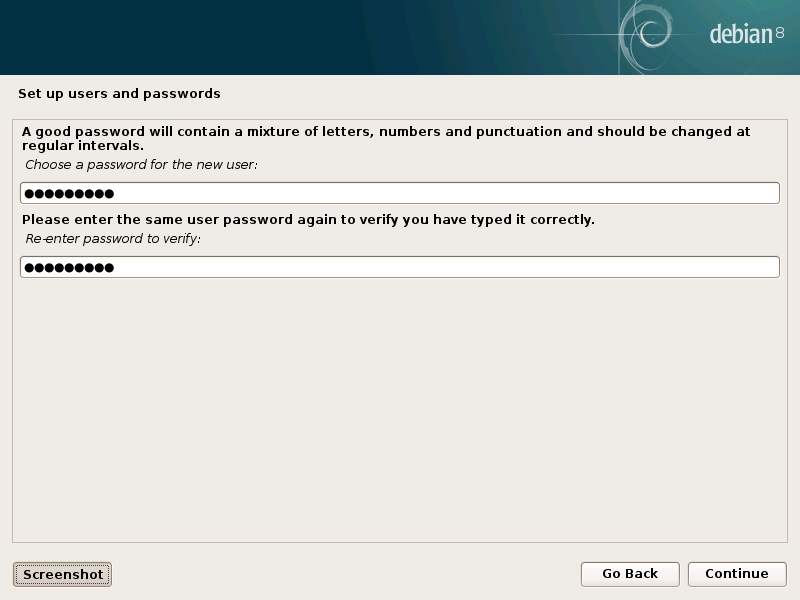 debian 8
Set up users and passwords
A good password will contain a mixture of letters, numbers and punctuation and should be changed at
regular intervals.
Choose a password for the new user:
●●●●●●●●●
Please enter the same user password again to verify you have typed it correctly.
Re-enter password to verify:
●●●●●●●●●
Screenshot
Go Back
Continue